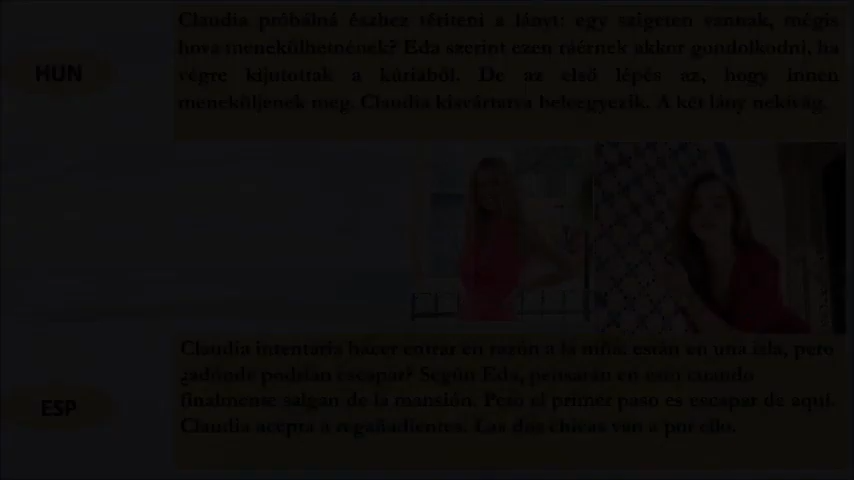 Claudia próbálná észhez téríteni a lányt: egy szigeten vannak, mégis
hova menekülhetnének? Eda szerint ezen ráérnek akkor gondolkodni, ha
HUN
végre kijutottak a kúriából. De az első lépés az, hogy innen
meneküljenek meg. Claudia kisvártatva beleegyezik. A két lány nekivág.
Claudia intentaría hacer entrar en razón a la niña: están en una isla, pero
¿adónde podrían escapar? Según Eda, pensarán en eso cuando
finalmente salgan de la mansión. Pero el primer paso es escapar de aquí.
ESP
Claudia acepta a regañadientes. Las dos chicas van a por ello.